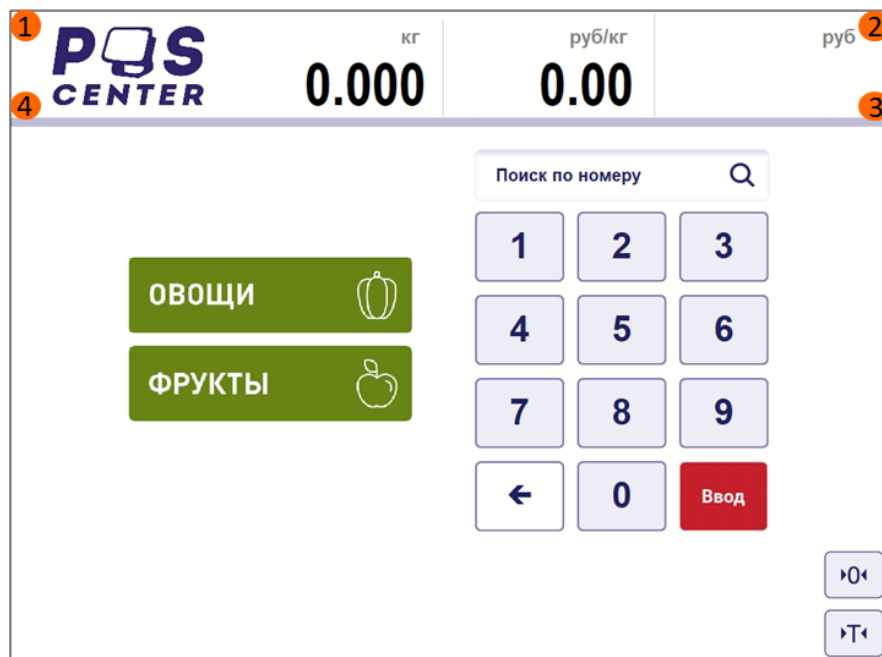 1
кг
руб/кг
руб
2
POS
CENTER
0.000
0.00
4
3
Поиск по номеру
1 2 3
ОВОЩИ
4 5 6
ФРУКТЫ
7 8 9
← 0 Ввод
0
T